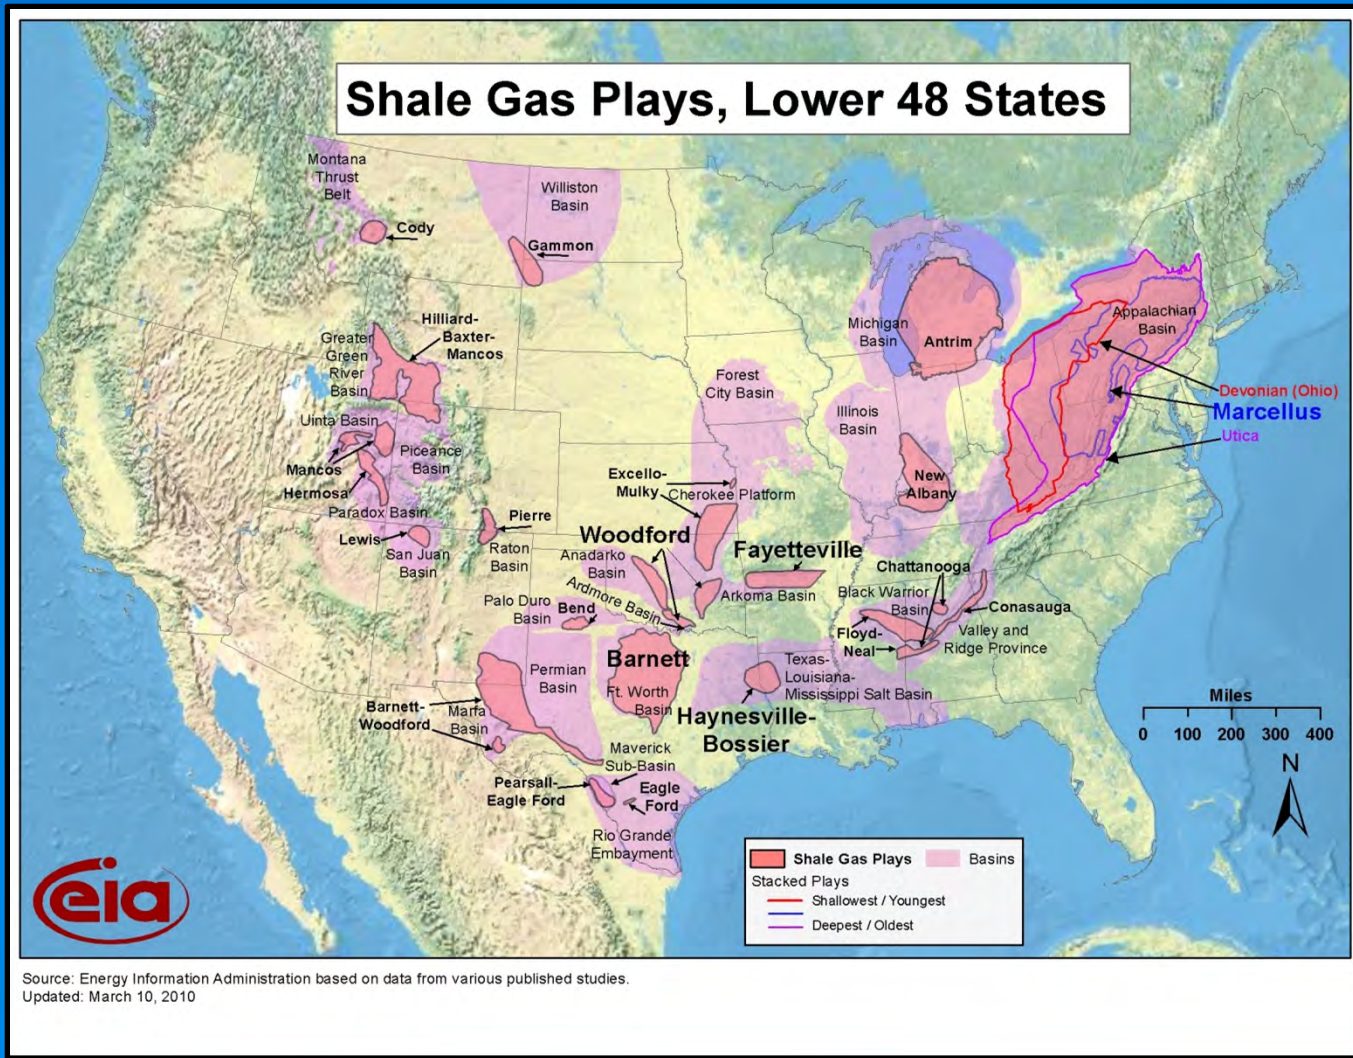 Shale Gas Plays, Lower 48 States
Montana
Thrust
Belt
Cody
Williston
Basin
Gammon
Hilliard-
Baxter-
Mancos
Greater
Green
River
Basin
Uinta Basin
Mancos
Piceance
Basin
Hermosa
Paradox Basin
Lewis
San Juan
Basin
Pierre
Raton
Basin
Michigan
Basin
Antrim
Appalachian
Basin
Devonian (Ohio)
Marcellus
Utica
Forest
City Basin
Illinois
Basin
New
Albany
Excello-
Mulky
Cherokee Platform
Woodford
Anadarko
Basin
Ardmore Basin
Fayetteville
Arkoma Basin
Palo Duro
Basin
Bend
Chattanooga
Black Warrior
Basin
Conasauga
Floyd-
Neal
Valley and
Ridge Province
Barnett
Ft. Worth
Basin
Permian
Basin
Barnett-
Woodford
Marfa
Basin
Texas-
Louisiana-
Mississippi Salt Basin
Haynesville-
Bossier
Maverick
Sub-Basin
Pearsall-
Eagle Ford
Eagle
Ford
Rio Grande
Embayment
Miles
0 100 200 300 400
N
Shale Gas Plays
Basins
Stacked Plays
Shallowest / Youngest
Deepest / Oldest
eia
Source: Energy Information Administration based on data from various published studies.
Updated: March 10, 2010